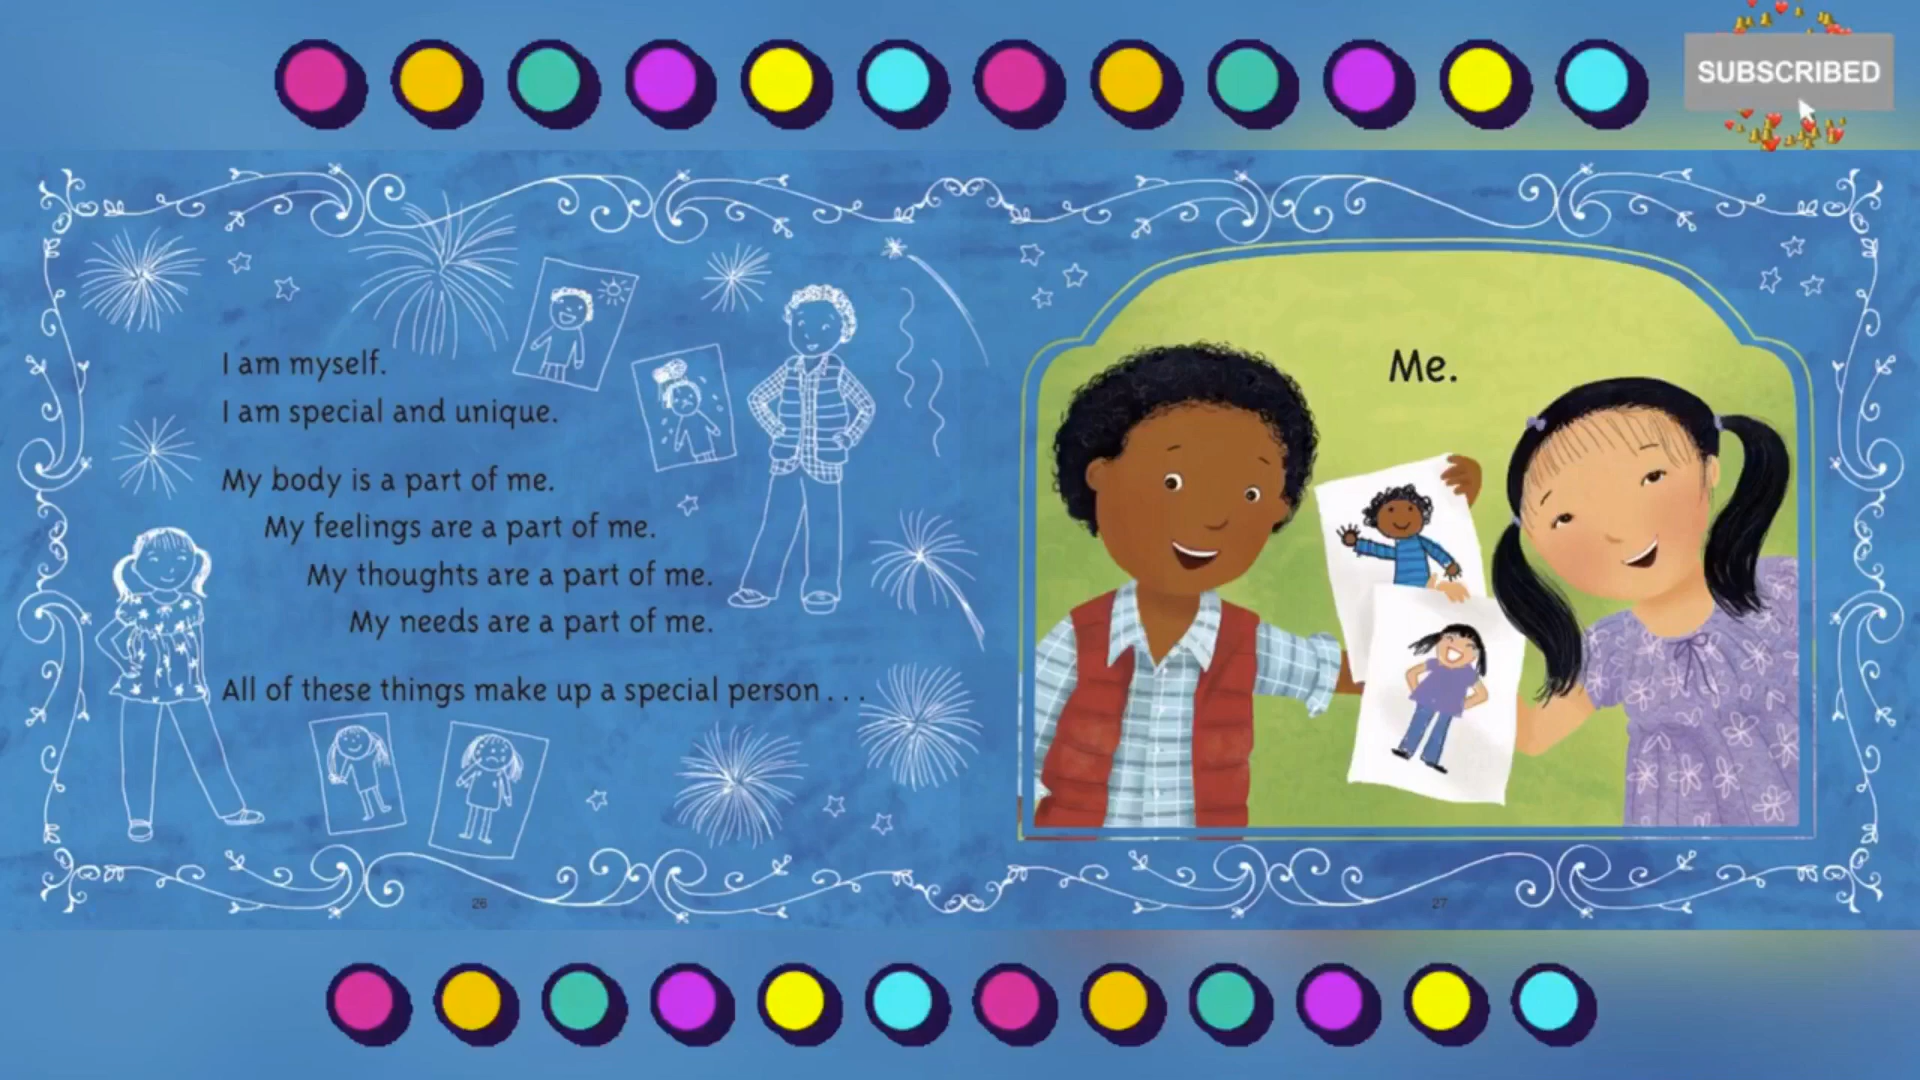 SUBSCRIBED
I am myself.
I am special and unique.
My body is a part of me.
My feelings are a part of me.
My thoughts are a part of me.
My needs are a part of me.
All of these things make up a special person . . .
26
Me.
27